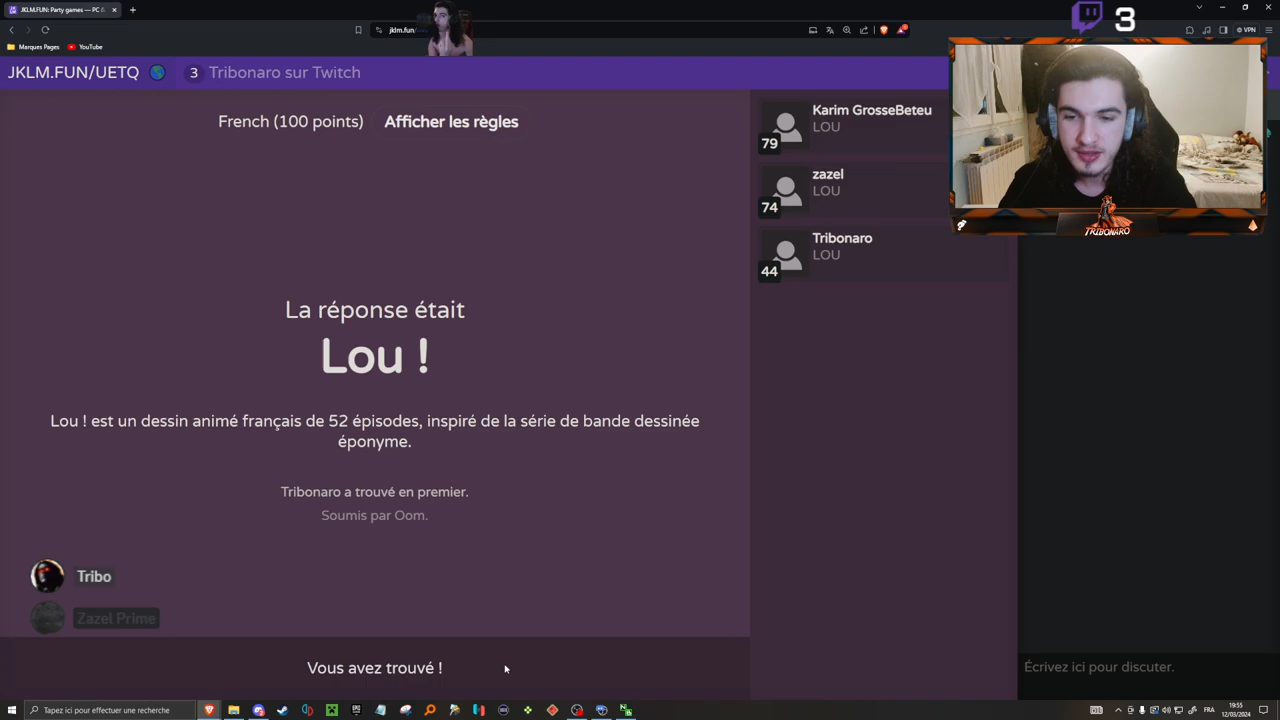 JKLM.FUN: Party games — PC &
3
jklm.fun/
VPN
Marques Pages
YouTube
JKLM.FUN/UETQ
3 Tribonaro sur Twitch
French (100 points)
Afficher les règles
Karim GrosseBeteu
LOU
79
zazel
LOU
74
Tribonaro
LOU
44
TRIBONARO
La réponse était
Lou !
Lou ! est un dessin animé français de 52 épisodes, inspiré de la série de bande dessinée
éponyme.
Tribonaro a trouvé en premier.
Soumis par Oom.
Tribo
Zazel Prime
Vous avez trouvé !
Écrivez ici pour discuter.
Tapez ici pour effectuer une recherche
FRA
19:55
12/03/2024